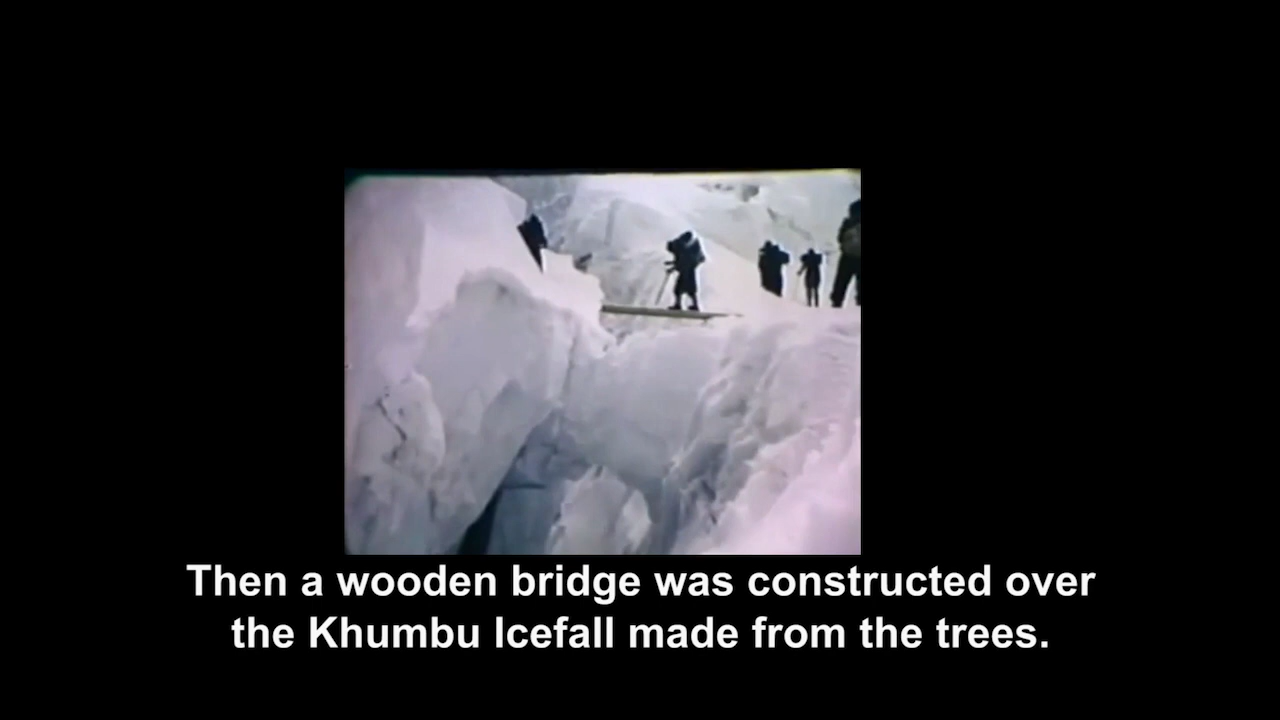 Then a wooden bridge was constructed over
the Khumbu Icefall made from the trees.